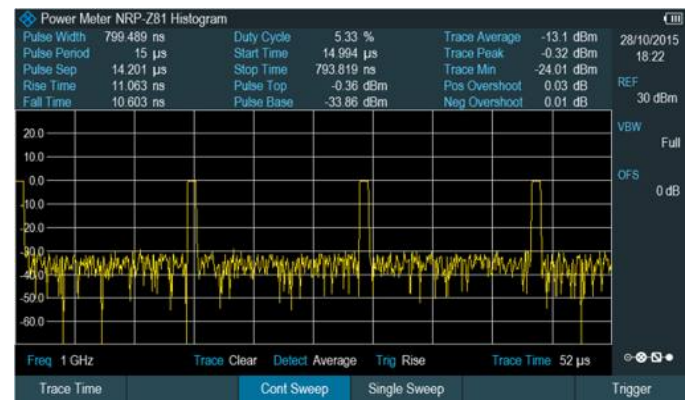 Power Meter NRP-Z81 Histogram
Pulse Width 799.489 ns Duty Cycle 5.33 % Trace Average -13.1 dBm
Pulse Period 15 µs Start Time 14.994 µs Trace Peak -0.32 dBm
Pulse Sep 14.201 µs Stop Time 793.819 ns Trace Min -24.01 dBm
Rise Time 11.063 ns Pulse Top -0.36 dBm Pos Overshoot 0.03 dB
Fall Time 10.603 ns Pulse Base -33.86 dBm Neg Overshoot 0.01 dB
28/10/2015
18:22
REF
30 dBm
VBW
Full
OFS
0 dB
20.0
10.0
0.0
-10.0
-20.0
-30.0
-40.0
-50.0
-60.0
Freq 1 GHz Trace Clear Detect Average Trig Rise Trace Time 52 µs
Trace Time Cont Sweep Single Sweep Trigger